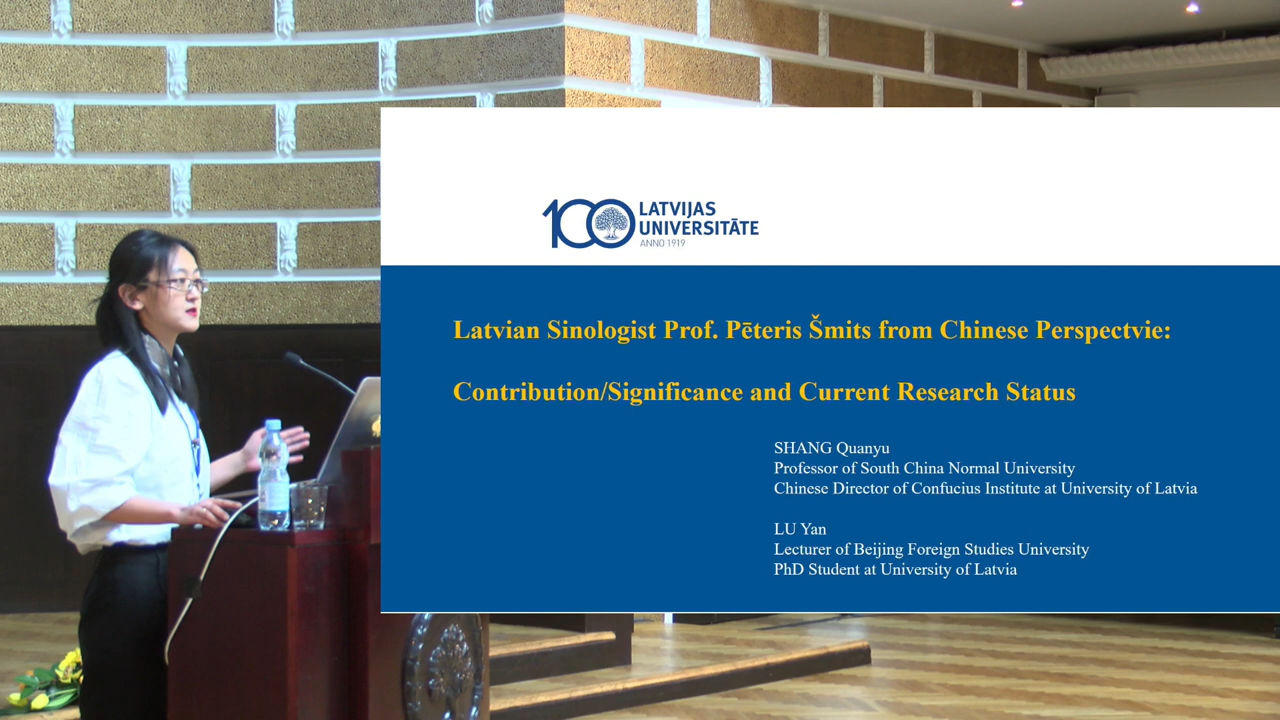 100 LATVIJAS
UNIVERSITĀTE
ANNO 1919
Latvian Sinologist Prof. Pēteris Šmits from Chinese Perspectvie:
Contribution/Significance and Current Research Status
SHANG Quanyu
Professor of South China Normal University
Chinese Director of Confucius Institute at University of Latvia
LU Yan
Lecturer of Beijing Foreign Studies University
PhD Student at University of Latvia